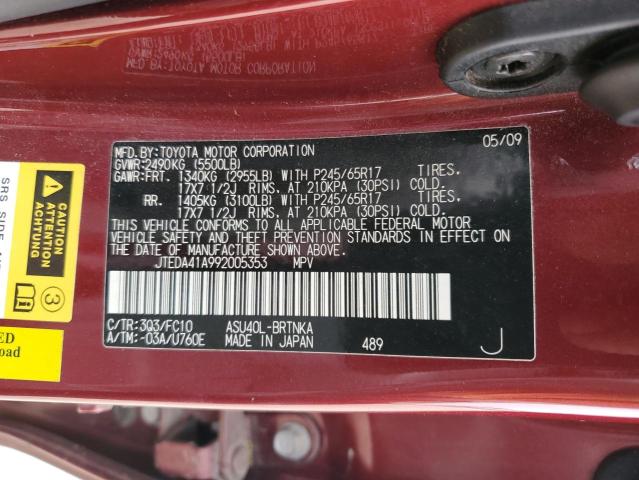 MFD. BY: TOYOTA MOTOR CORPORATION 05/09
GVWR: 2490KG (5500LB)
GAWR: FRT. 1340KG (2955LB) WITH P245/65R17 TIRES.
17X7 1/2J RIMS. AT 210KPA (30PSI) COLD.
RR. 1405KG (3100LB) WITH P245/65R17 TIRES.
17X7 1/2J RIMS. AT 210KPA (30PSI) COLD.
THIS VEHICLE CONFORMS TO ALL APPLICABLE FEDERAL MOTOR
VEHICLE SAFETY AND THEFT PREVENTION STANDARDS IN EFFECT ON
THE DATE OF MANUFACTURE SHOWN ABOVE.
JTEDA41A992005353 MPV
C/TR: 3Q3/FC10 ASU40L-BRTNKA
A/TM: -03A/U760E MADE IN JAPAN 489 J
SRS SIDE
3
oad